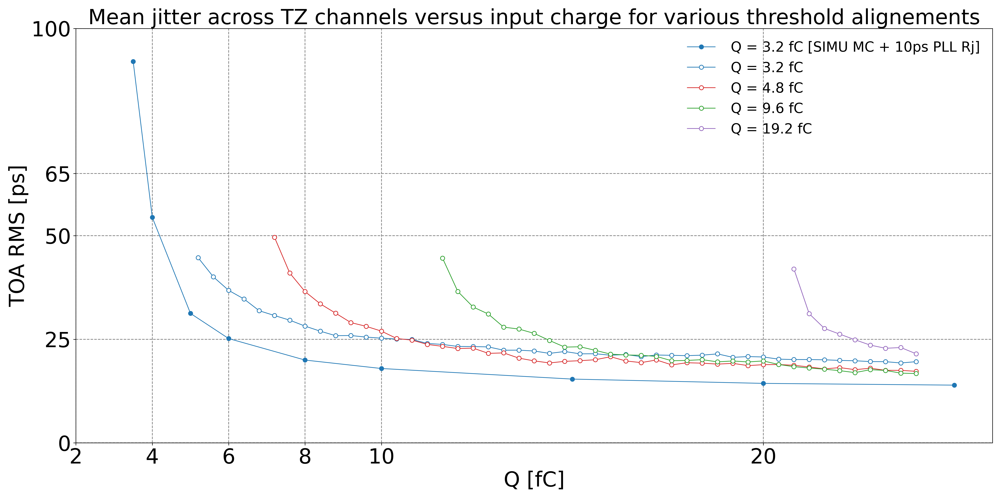 Mean jitter across TZ channels versus input charge for various threshold alignements
100
65
50
25
0
TOA RMS [ps]
Q = 3.2 fC [SIMU MC + 10ps PLL Rj]
Q = 3.2 fC
Q = 4.8 fC
Q = 9.6 fC
Q = 19.2 fC
2 4 6 8 10 20
Q [fC]